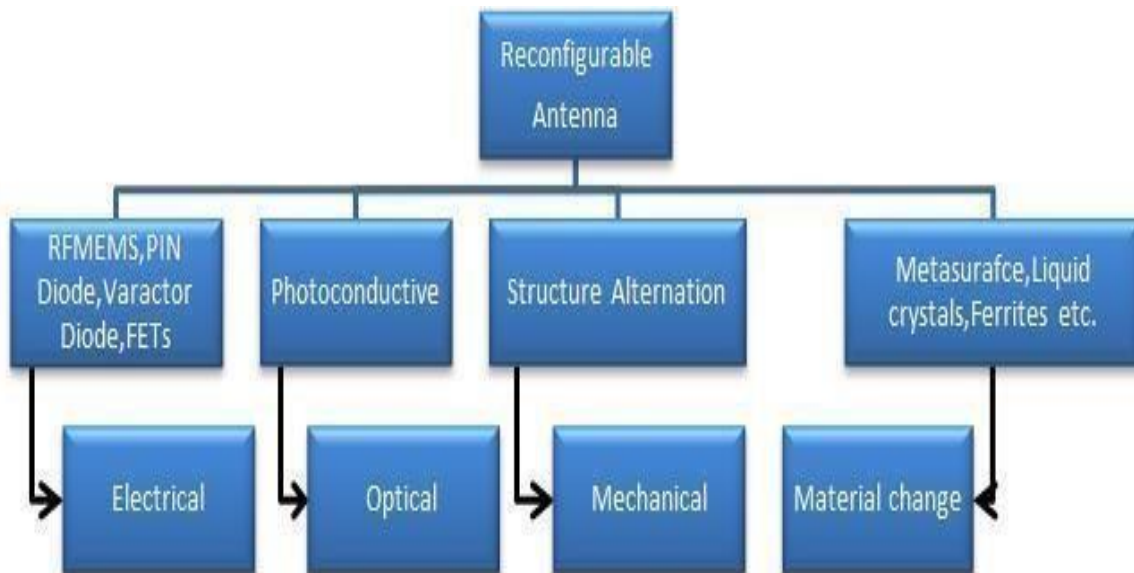 Reconfigurable
Antenna
RFMEMS,PIN
Diode,Varactor
Diode,FETs
Photoconductive
Structure Alternation
Metasurafce,Liquid
crystals,Ferrites etc.
Electrical
Optical
Mechanical
Material change